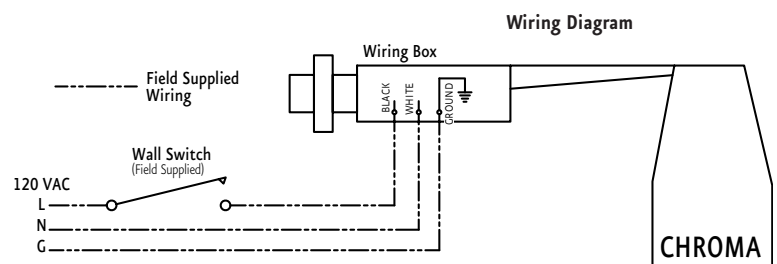 Wiring Diagram
Wiring Box
Field Supplied
Wiring
BLACK
WHITE
GROUND
Wall Switch
(Field Supplied)
120 VAC
L
N
G
CHROMA